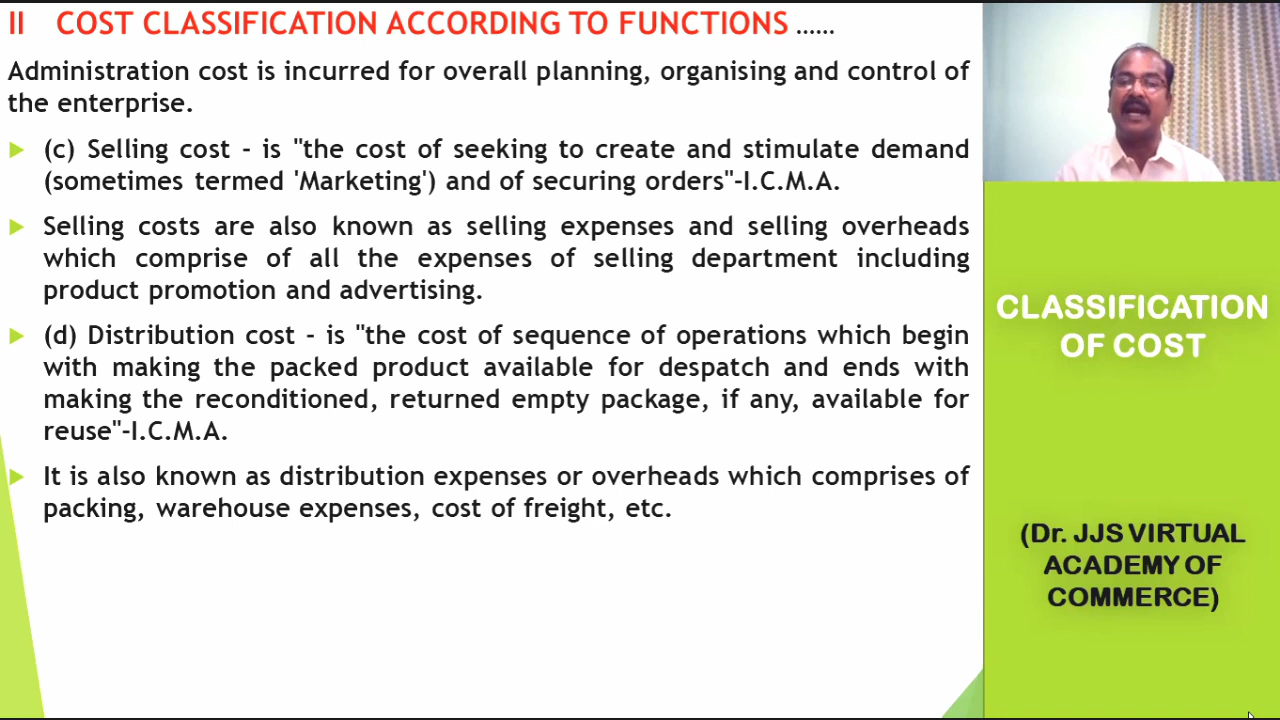 II COST CLASSIFICATION ACCORDING TO FUNCTIONS ......
Administration cost is incurred for overall planning, organising and control of
the enterprise.
(c) Selling cost - is "the cost of seeking to create and stimulate demand
(sometimes termed 'Marketing') and of securing orders"-I.C.M.A.
Selling costs are also known as selling expenses and selling overheads
which comprise of all the expenses of selling department including
product promotion and advertising.
(d) Distribution cost - is "the cost of sequence of operations which begin
with making the packed product available for despatch and ends with
making the reconditioned, returned empty package, if any, available for
reuse"-I.C.M.A.
It is also known as distribution expenses or overheads which comprises of
packing, warehouse expenses, cost of freight, etc.
CLASSIFICATION
OF COST
(Dr. JJS VIRTUAL
ACADEMY OF
COMMERCE)